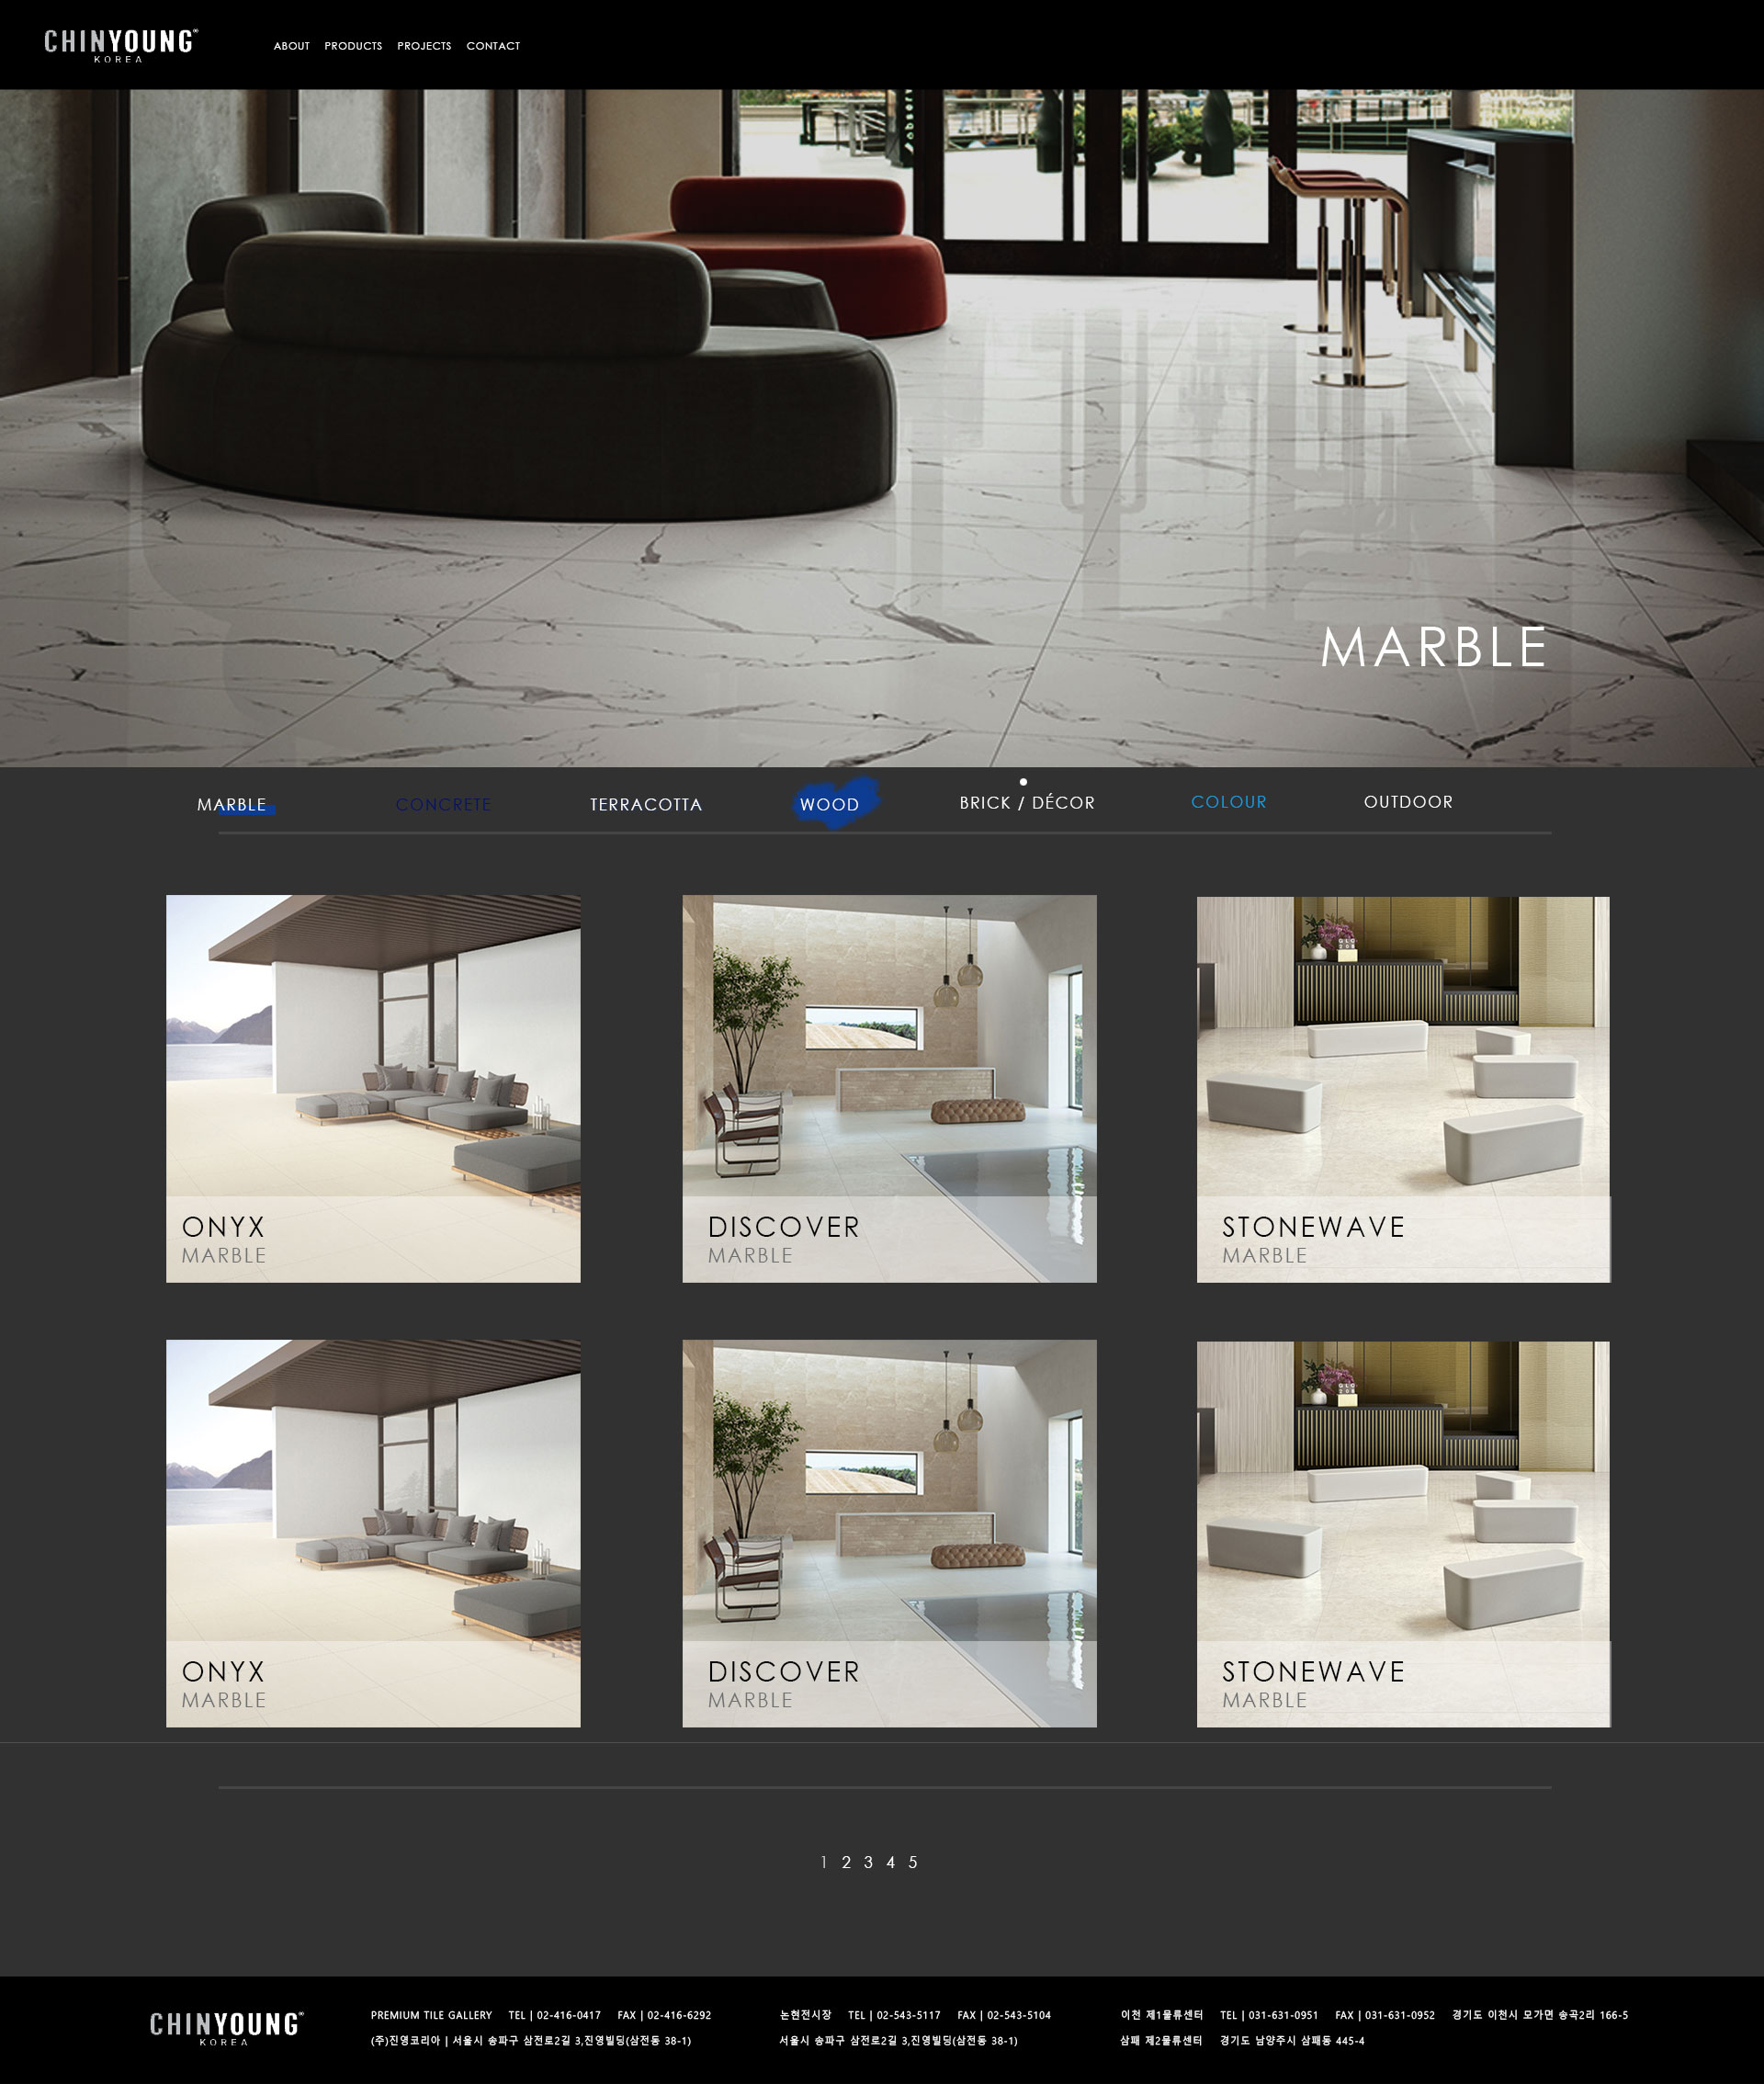 CHINYOUNG®
KOREA
ABOUT PRODUCTS PROJECTS CONTACT
MARBLE
MARBLE CONCRETE TERRACOTTA WOOD BRICK / DÉCOR COLOUR OUTDOOR
ONYX
MARBLE
DISCOVER
MARBLE
STONEWAVE
MARBLE
ONYX
MARBLE
DISCOVER
MARBLE
STONEWAVE
MARBLE
1 2 3 4 5
CHINYOUNG®
KOREA
PREMIUM TILE GALLERY TEL | 02-416-0417 FAX | 02-416-6292
(주)진영코리아 | 서울시 송파구 삼전로2길 3,진영빌딩(삼전동 38-1)
논현전시장 TEL | 02-543-5117 FAX | 02-543-5104
서울시 송파구 삼전로2길 3,진영빌딩(삼전동 38-1)
이천 제1물류센터 TEL | 031-631-0951 FAX | 031-631-0952 경기도 이천시 모가면 송곡2리 166-5
삼패 제2물류센터 경기도 남양주시 삼패동 445-4